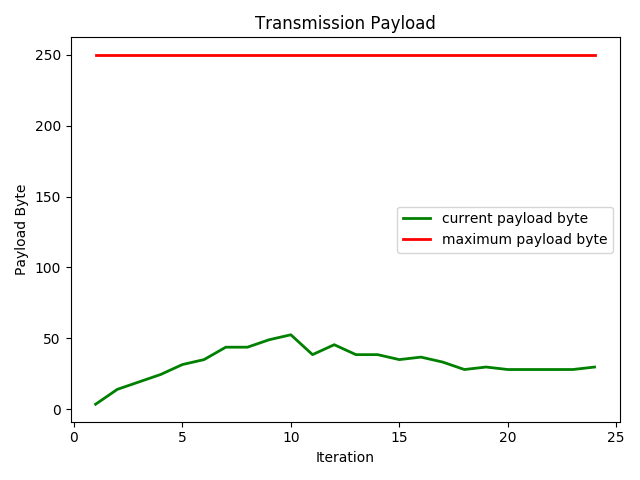 Transmission Payload
250
200
150
100
50
0
Payload Byte
current payload byte
maximum payload byte
0 5 10 15 20 25
Iteration